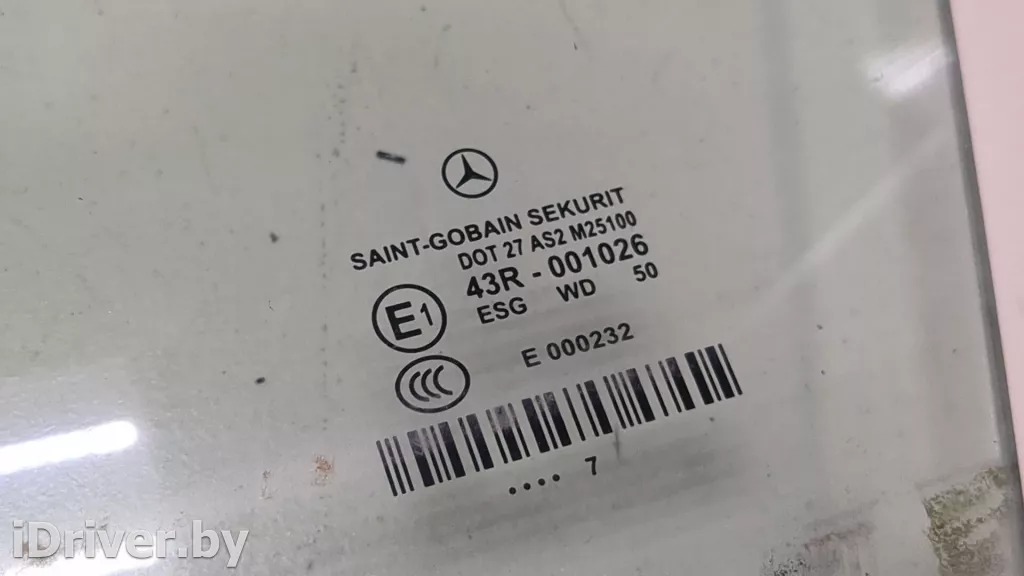 SAINT-GOBAIN SEKURIT
DOT 27 AS2 M25100
43R - 001026
E1
ESG WD 50
CCC
E 000232
.... 7
iDriver.by